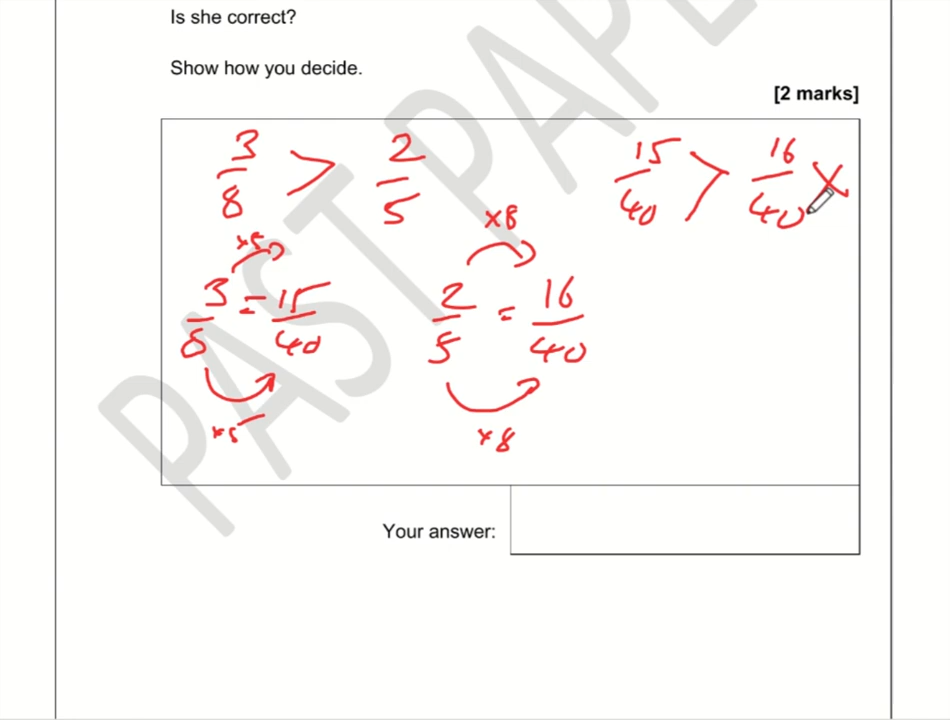 Is she correct?
Show how you decide.
[2 marks]
3/8 > 2/5
15/40 > 16/40 ×
×5
×8
3/8 = 15/40
2/5 = 16/40
×5
×8
Your answer:
PAST PAPE